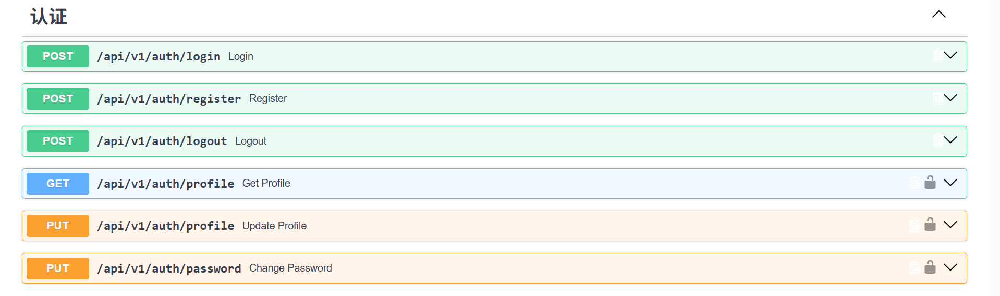 认证
POST /api/v1/auth/login Login
POST /api/v1/auth/register Register
POST /api/v1/auth/logout Logout
GET /api/v1/auth/profile Get Profile
PUT /api/v1/auth/profile Update Profile
PUT /api/v1/auth/password Change Password